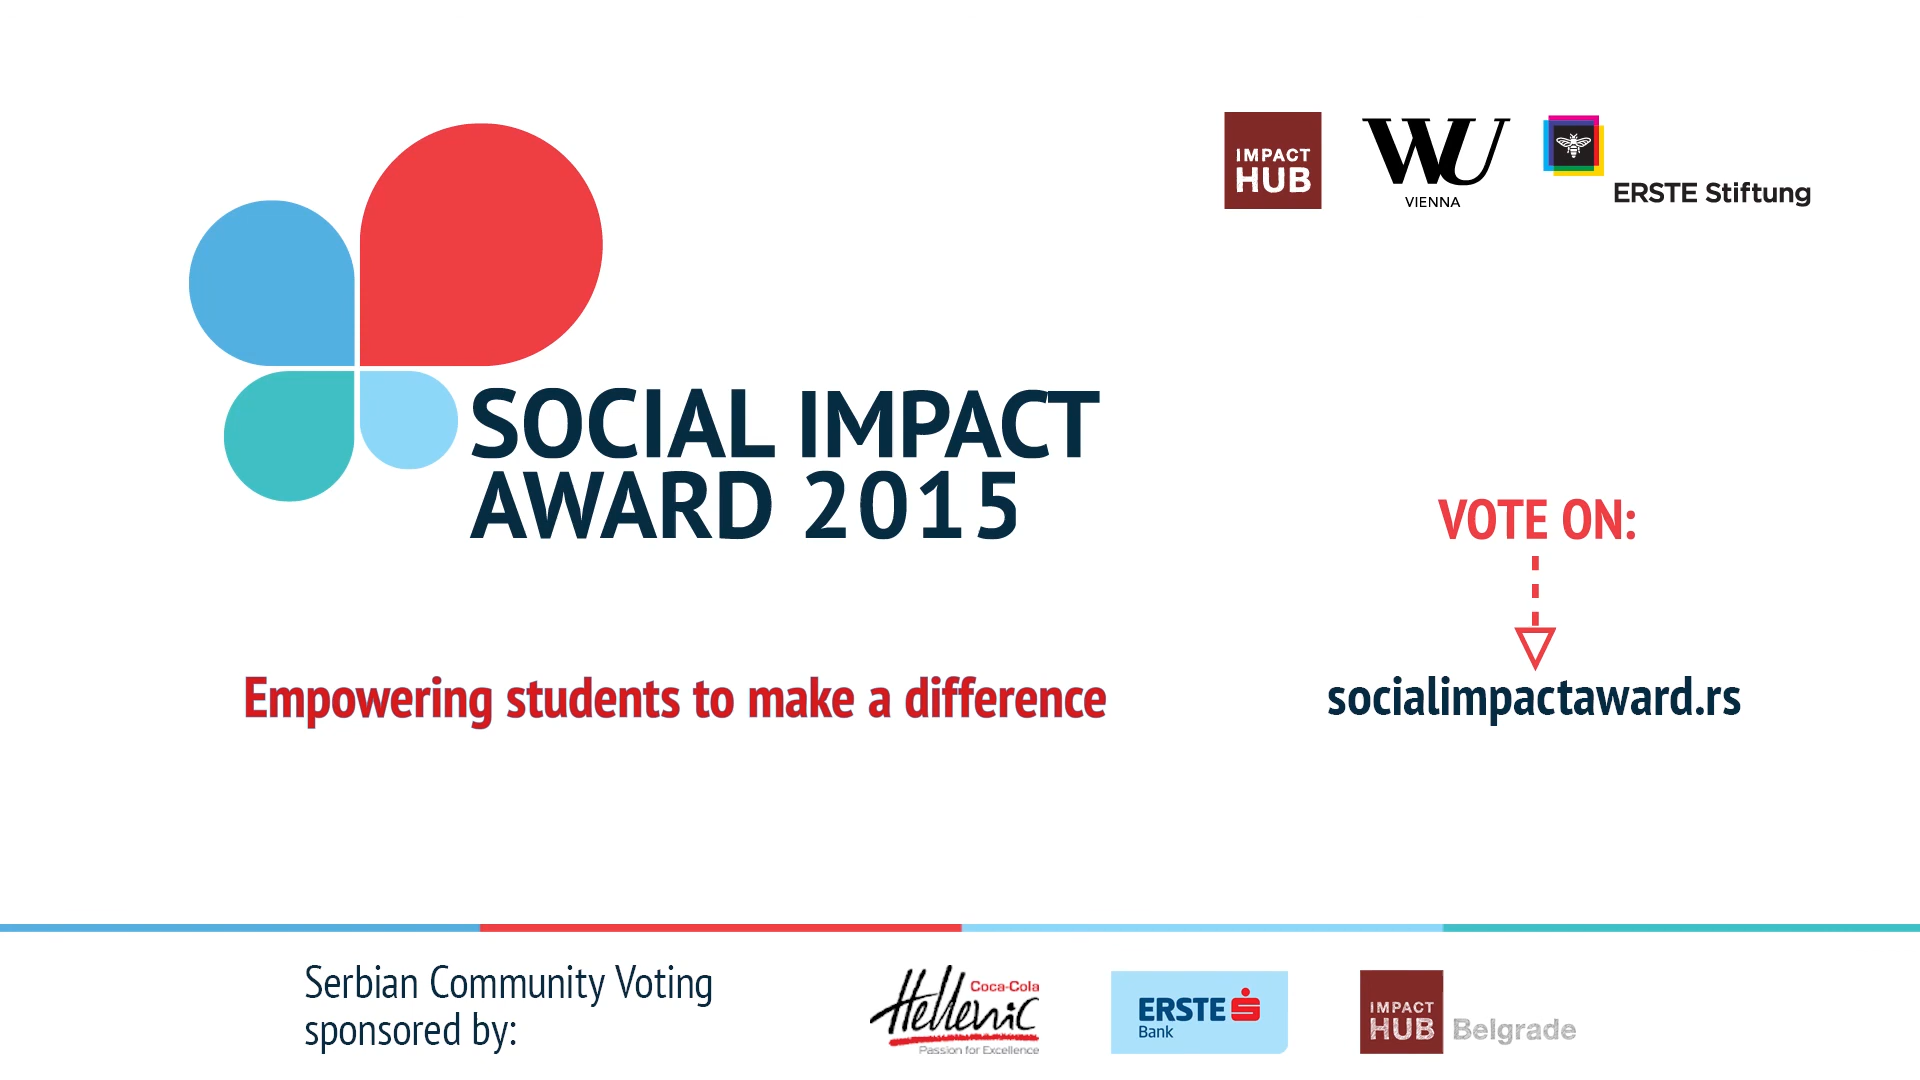 IMPACT
HUB
WU
VIENNA
ERSTE Stiftung
SOCIAL IMPACT
AWARD 2015
VOTE ON:
Empowering students to make a difference
socialimpactaward.rs
Serbian Community Voting
sponsored by:
Coca-Cola
Hellenic
Passion for Excellence
ERSTE
Bank
IMPACT
HUB Belgrade